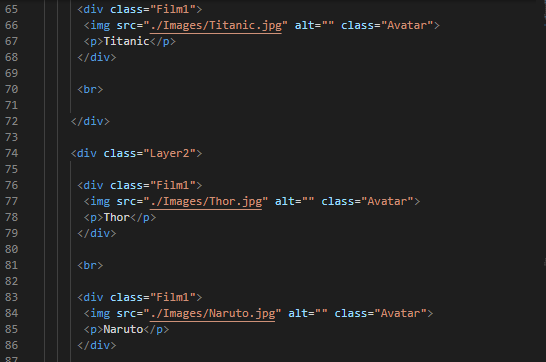 65 <div class="Film1">
66 <img src="./Images/Titanic.jpg" alt="" class="Avatar">
67 <p>Titanic</p>
68 </div>
69
70 <br>
71
72 </div>
73
74 <div class="Layer2">
75
76 <div class="Film1">
77 <img src="./Images/Thor.jpg" alt="" class="Avatar">
78 <p>Thor</p>
79 </div>
80
81 <br>
82
83 <div class="Film1">
84 <img src="./Images/Naruto.jpg" alt="" class="Avatar">
85 <p>Naruto</p>
86 </div>
87